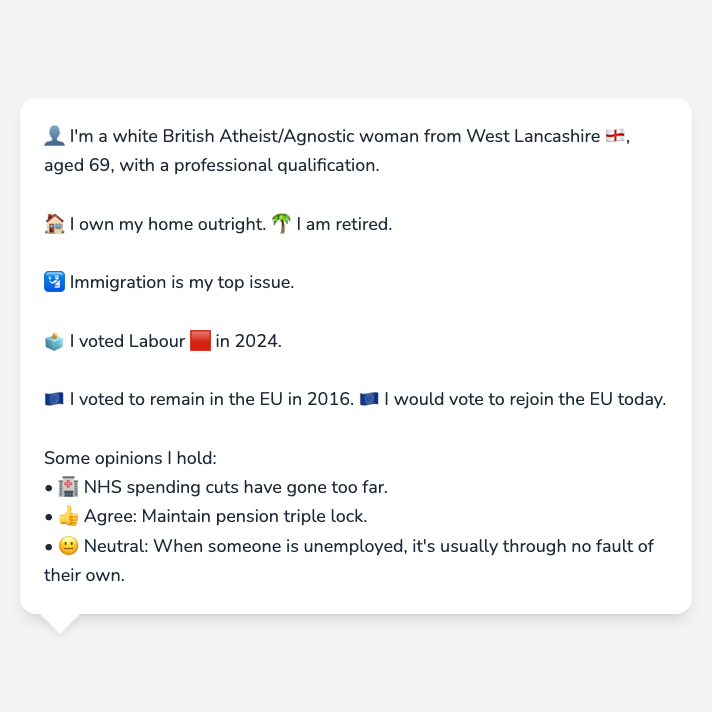 👤 I'm a white British Atheist/Agnostic woman from West Lancashire 🏴󠁧󠁢󠁥󠁮󠁧󠁿,
aged 69, with a professional qualification.
🏠 I own my home outright. 🌴 I am retired.
🛂 Immigration is my top issue.
🗳️ I voted Labour 🟥 in 2024.
🇪🇺 I voted to remain in the EU in 2016. 🇪🇺 I would vote to rejoin the EU today.
Some opinions I hold:
• 🏥 NHS spending cuts have gone too far.
• 👍 Agree: Maintain pension triple lock.
• 😐 Neutral: When someone is unemployed, it's usually through no fault of
their own.